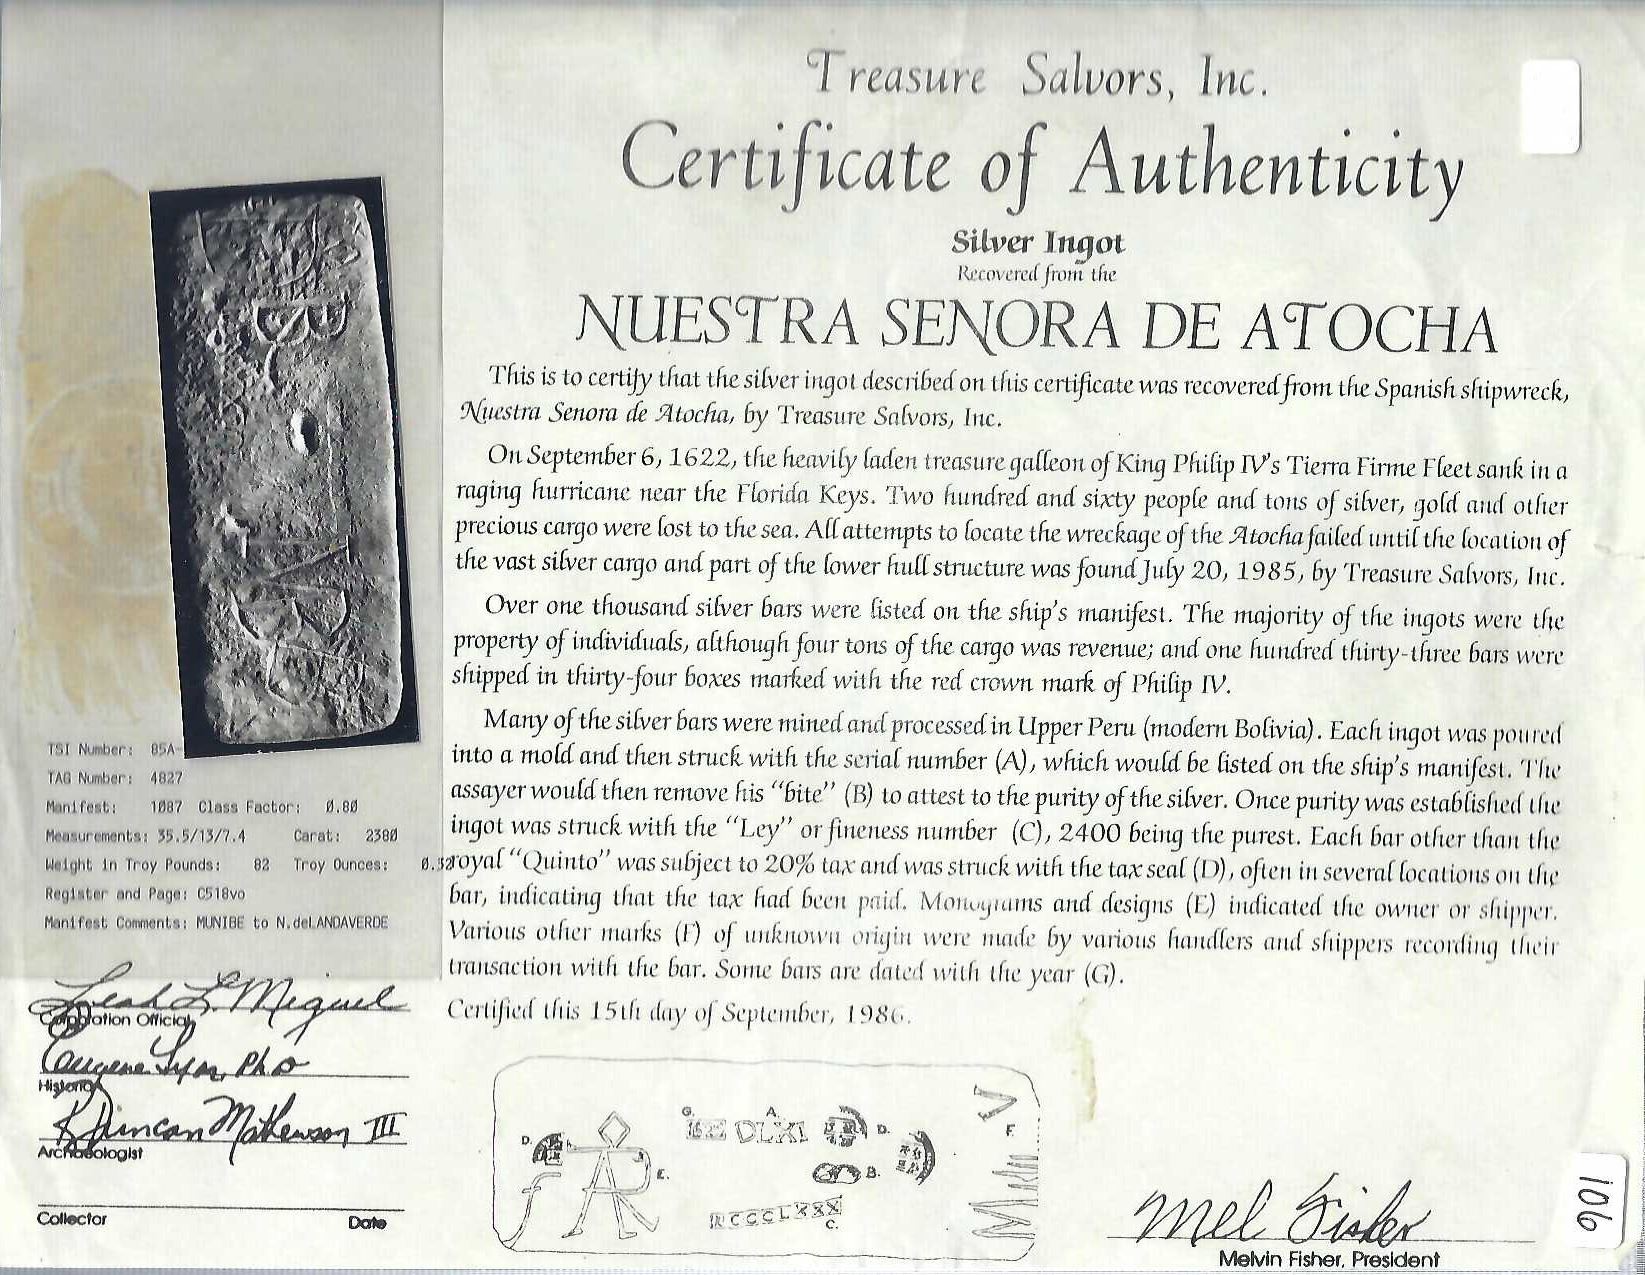 Treasure Salvors, Inc.
Certificate of Authenticity
Silver Ingot
Recovered from the
NUESTRA SENORA DE ATOCHA
This is to certify that the silver ingot described on this certificate was recovered from the Spanish shipwreck,
Nuestra Senora de Atocha, by Treasure Salvors, Inc.
On September 6, 1622, the heavily laden treasure galleon of King Philip IV's Tierra Firme Fleet sank in a
raging hurricane near the Florida Keys. Two hundred and sixty people and tons of silver, gold and other
precious cargo were lost to the sea. All attempts to locate the wreckage of the Atocha failed until the location of
the vast silver cargo and part of the lower hull structure was found July 20, 1985, by Treasure Salvors, Inc.
Over one thousand silver bars were listed on the ship's manifest. The majority of the ingots were the
property of individuals, although four tons of the cargo was revenue; and one hundred thirty-three bars were
shipped in thirty-four boxes marked with the red crown mark of Philip IV.
Many of the silver bars were mined and processed in Upper Peru (modern Bolivia). Each ingot was poured
into a mold and then struck with the serial number (A), which would be listed on the ship's manifest. The
assayer would then remove his "bite" (B) to attest to the purity of the silver. Once purity was established the
ingot was struck with the "Ley" or fineness number (C), 2400 being the purest. Each bar other than the
royal "Quinto" was subject to 20% tax and was struck with the tax seal (D), often in several locations on the
bar, indicating that the tax had been paid. Monograms and designs (E) indicated the owner or shipper.
Various other marks (F) of unknown origin were made by various handlers and shippers recording their
transaction with the bar. Some bars are dated with the year (G).
Certified this 15th day of September, 1986.
TSI Number: 85A-
TAG Number: 4827
Manifest: 1087 Class Factor: 0.80
Measurements: 35.5/13/7.4 Carat: 2380
Weight in Troy Pounds: 82 Troy Ounces: 0.32
Register and Page: C518vo
Manifest Comments: MUNIBE to N.deLANDAVERDE
Leah L. Miguel
Corporation Official
Eugene Lyon, PhD
Historian
R Duncan Mathewson III
Archaeologist
Collector Date
D. E. G. A. DLXI D. B. F. V
RCCCLXXX C.
Mel Fisher
Melvin Fisher, President
106